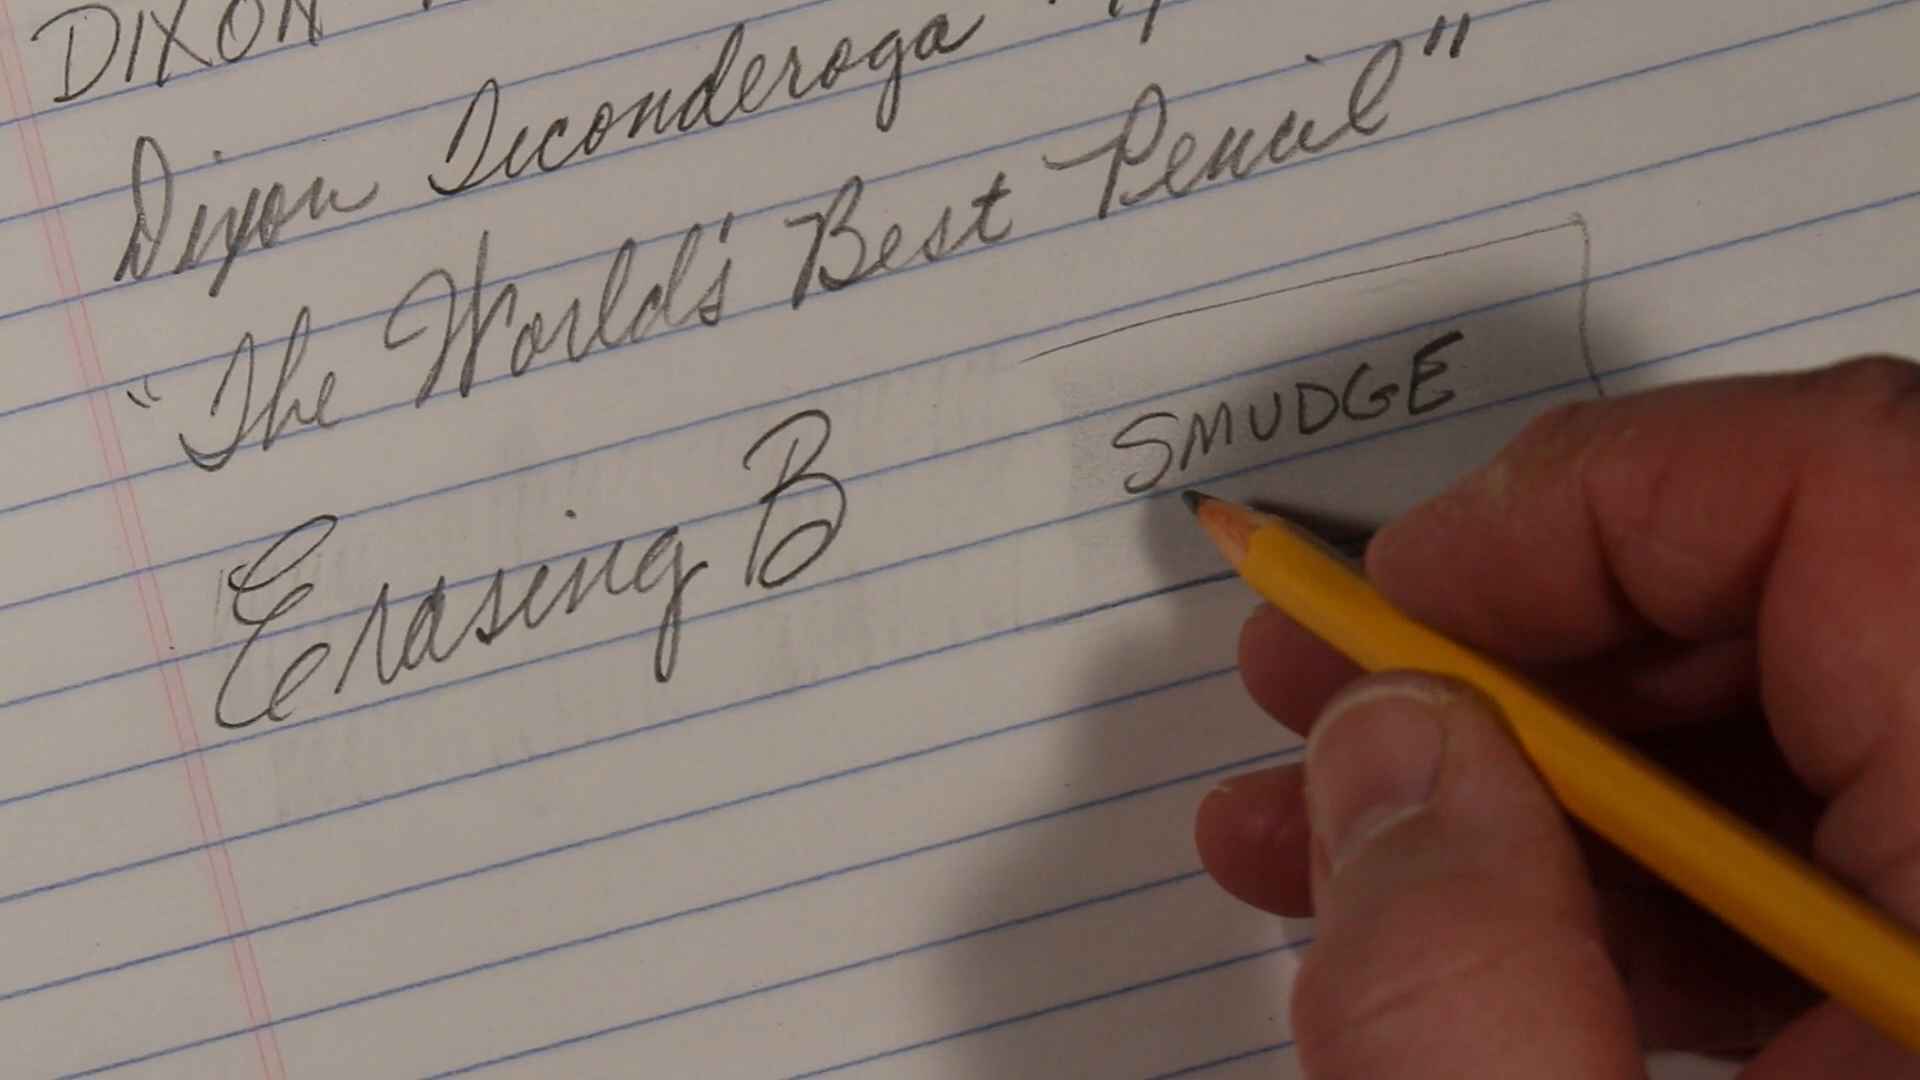 DIXON
Dixon Ticonderoga
"The World's Best Pencil"
SMUDGE
Erasing B